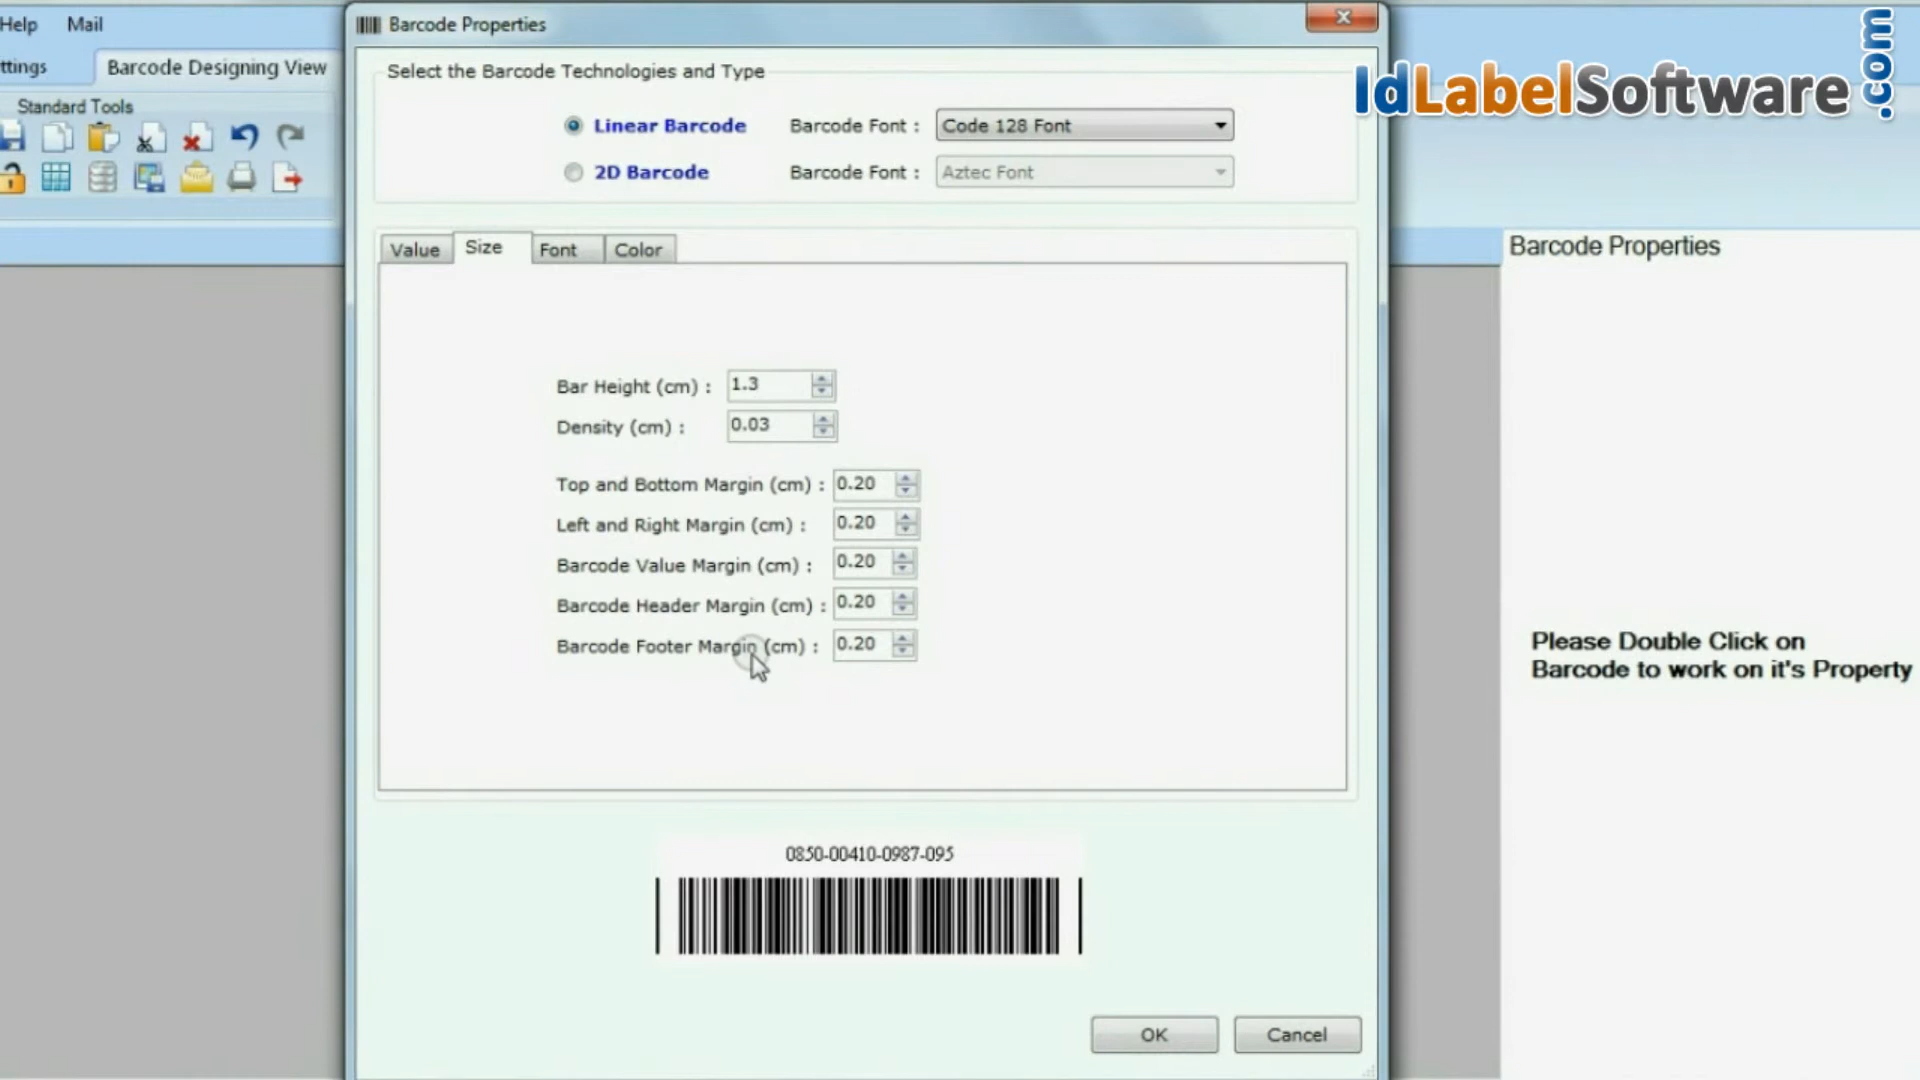 Help Mail
Barcode Properties
ttings Barcode Designing View
Standard Tools
IdLabelSoftware.com
Select the Barcode Technologies and Type
Linear Barcode Barcode Font : Code 128 Font
2D Barcode Barcode Font : Aztec Font
Value Size Font Color
Bar Height (cm) : 1.3
Density (cm) : 0.03
Top and Bottom Margin (cm) : 0.20
Left and Right Margin (cm) : 0.20
Barcode Value Margin (cm) : 0.20
Barcode Header Margin (cm) : 0.20
Barcode Footer Margin (cm) : 0.20
0850-00410-0987-095
OK Cancel
Barcode Properties
Please Double Click on
Barcode to work on it's Property